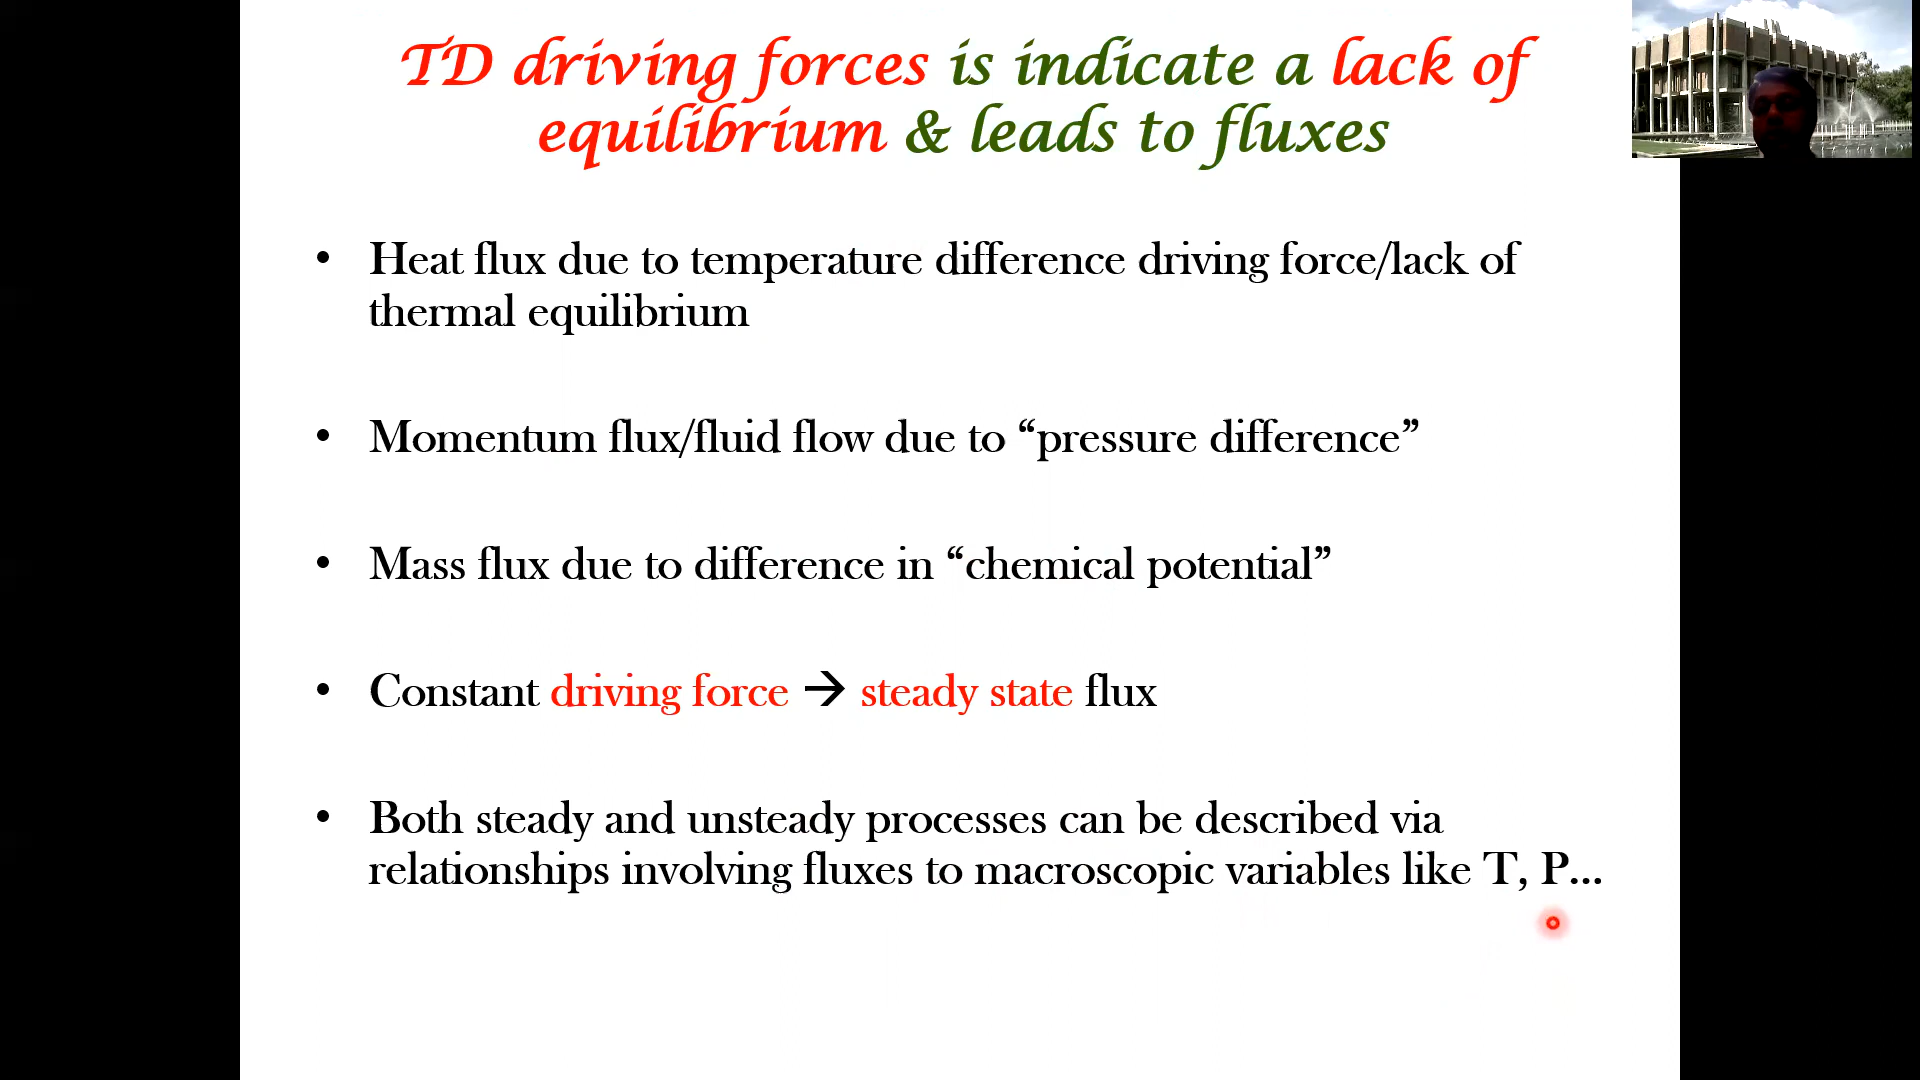 TD driving forces is indicate a lack of
equilibrium & leads to fluxes
• Heat flux due to temperature difference driving force/lack of
thermal equilibrium
• Momentum flux/fluid flow due to “pressure difference”
• Mass flux due to difference in “chemical potential”
• Constant driving force → steady state flux
• Both steady and unsteady processes can be described via
relationships involving fluxes to macroscopic variables like T, P...